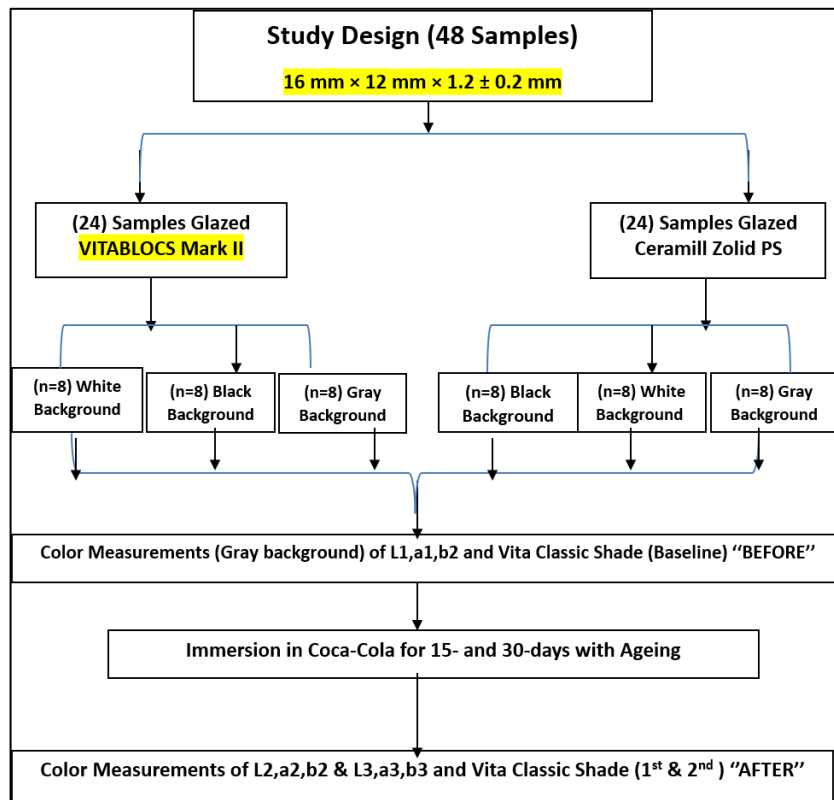 Study Design (48 Samples)
16 mm × 12 mm × 1.2 ± 0.2 mm
(24) Samples Glazed
VITABLOCS Mark II
(24) Samples Glazed
Ceramill Zolid PS
(n=8) White
Background
(n=8) Black
Background
(n=8) Gray
Background
(n=8) Black
Background
(n=8) White
Background
(n=8) Gray
Background
Color Measurements (Gray background) of L1,a1,b2 and Vita Classic Shade (Baseline) “BEFORE”
Immersion in Coca-Cola for 15- and 30-days with Ageing
Color Measurements of L2,a2,b2 & L3,a3,b3 and Vita Classic Shade (1st & 2nd ) “AFTER”